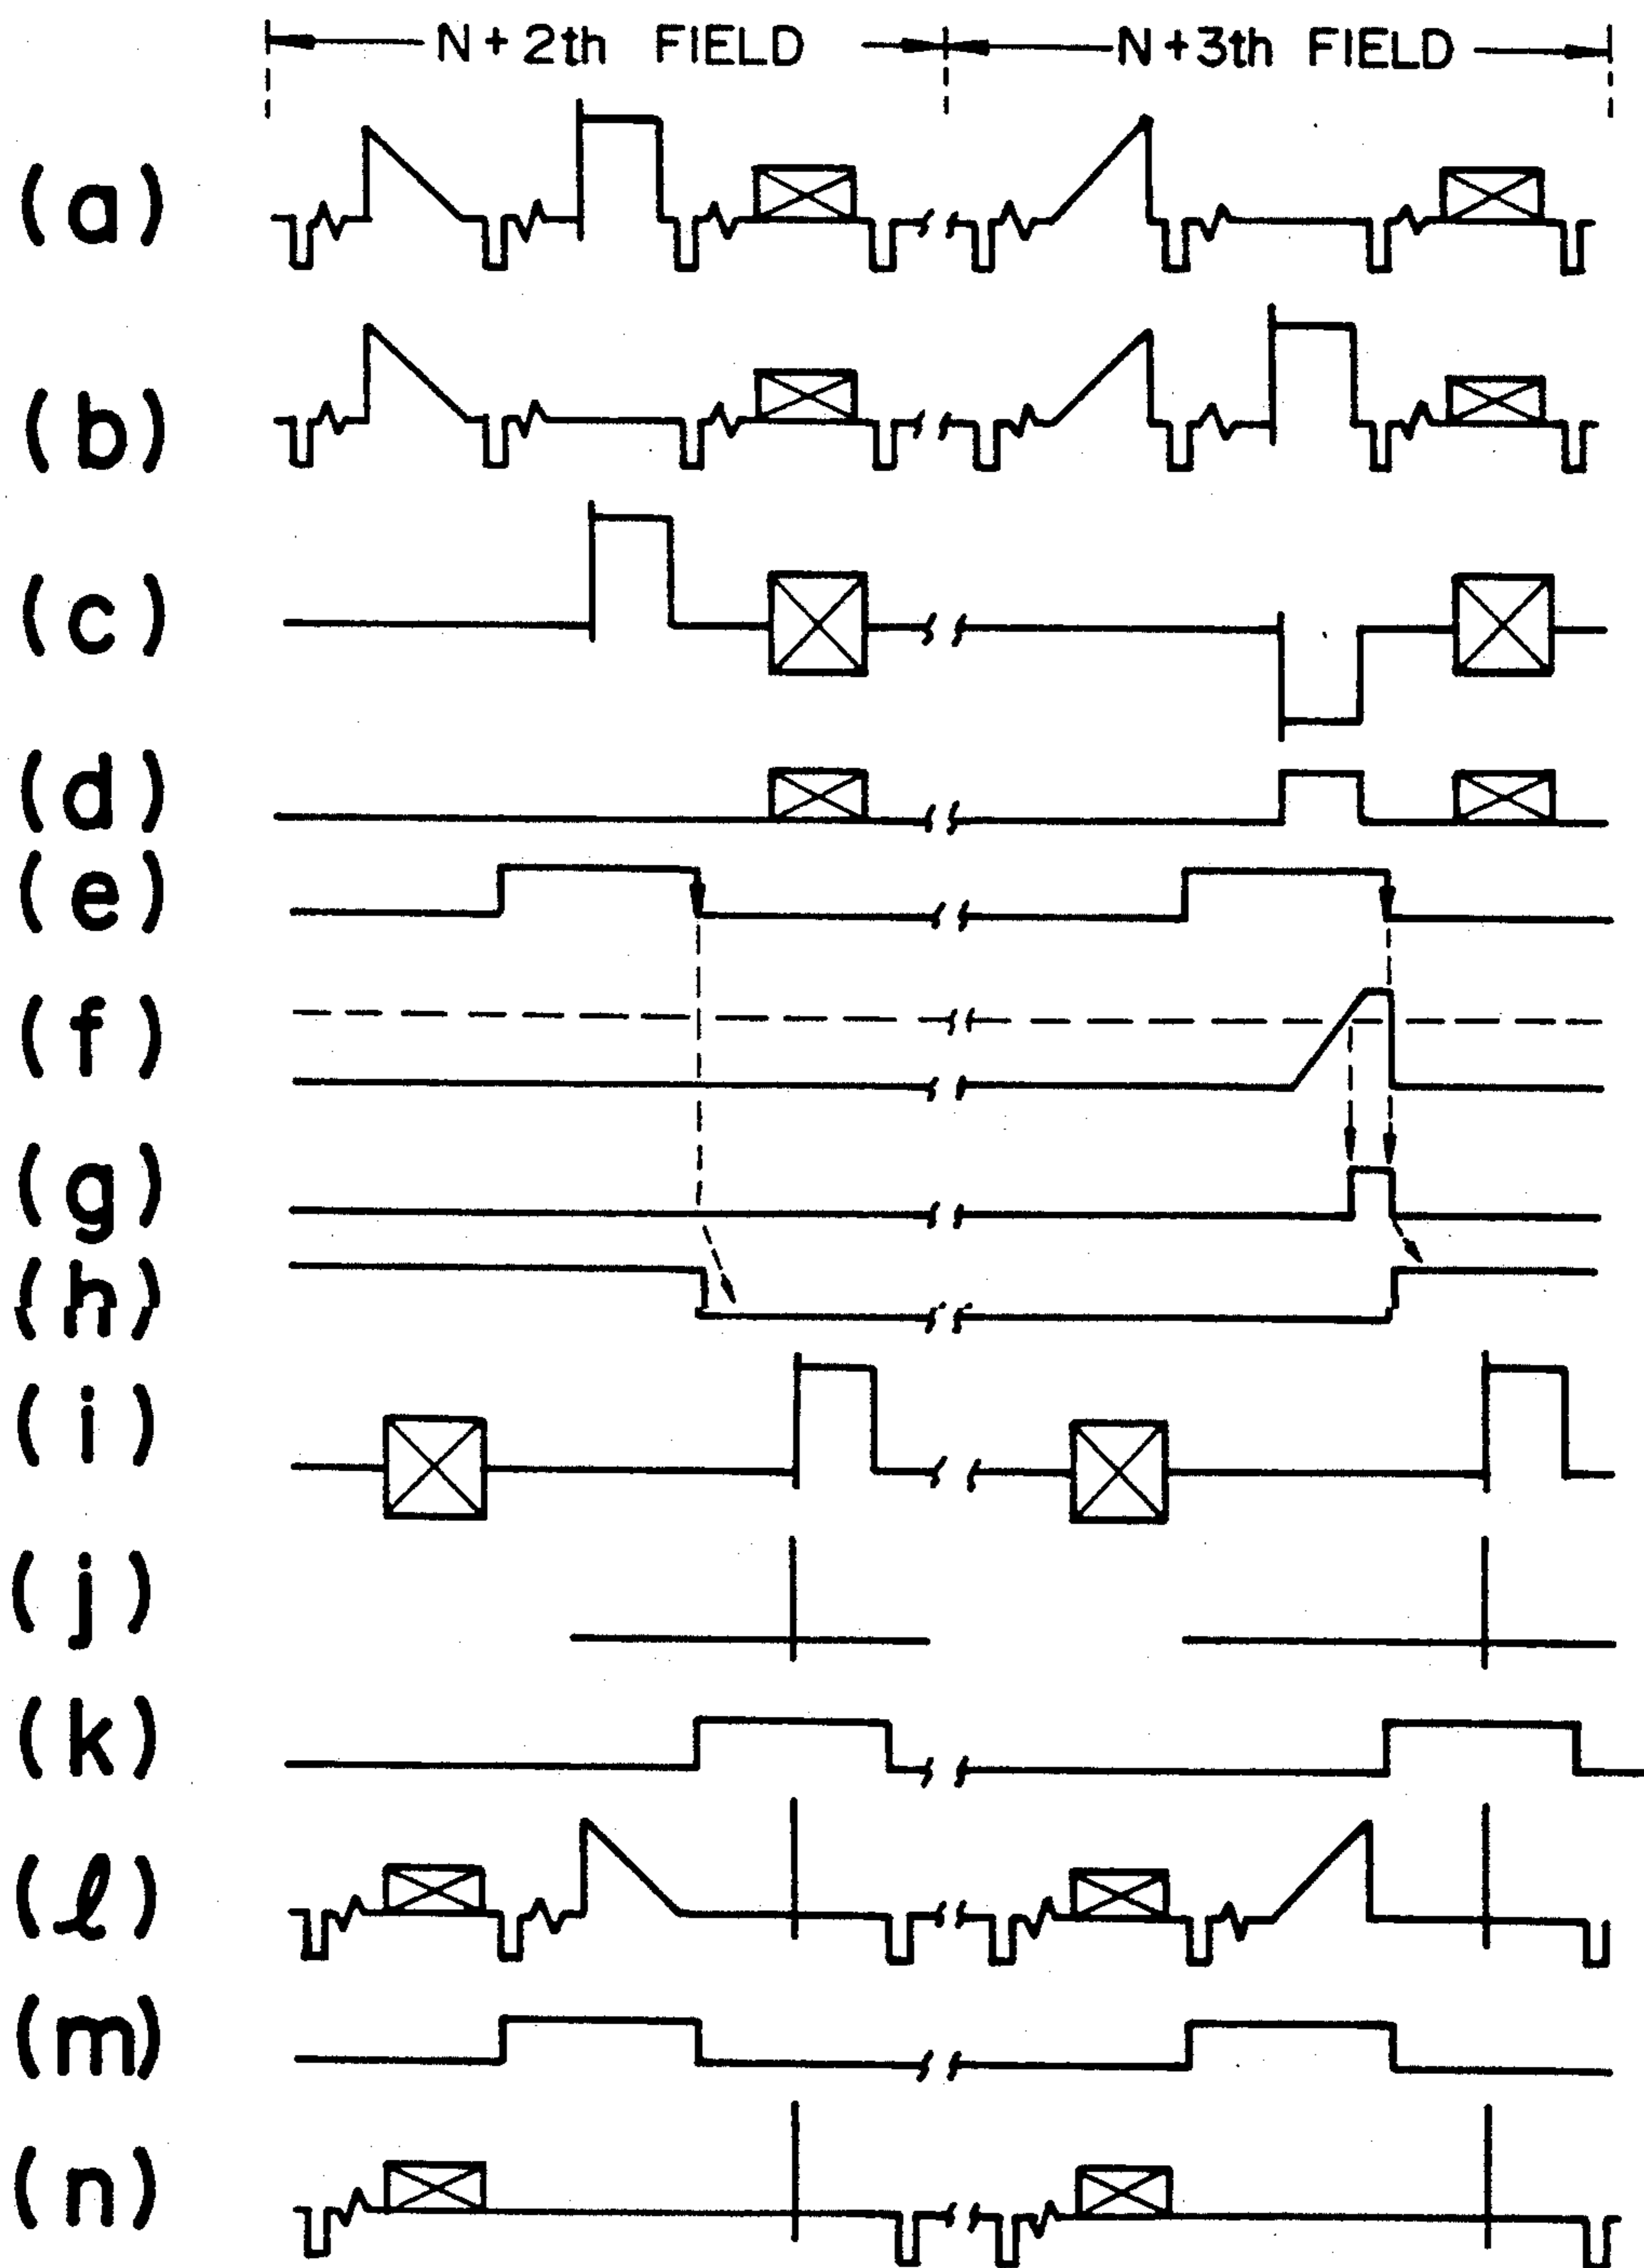 N+2th FIELD N+3th FIELD
(a)
(b)
(c)
(d)
(e)
(f)
(g)
(h)
(i)
(j)
(k)
(ℓ)
(m)
(n)